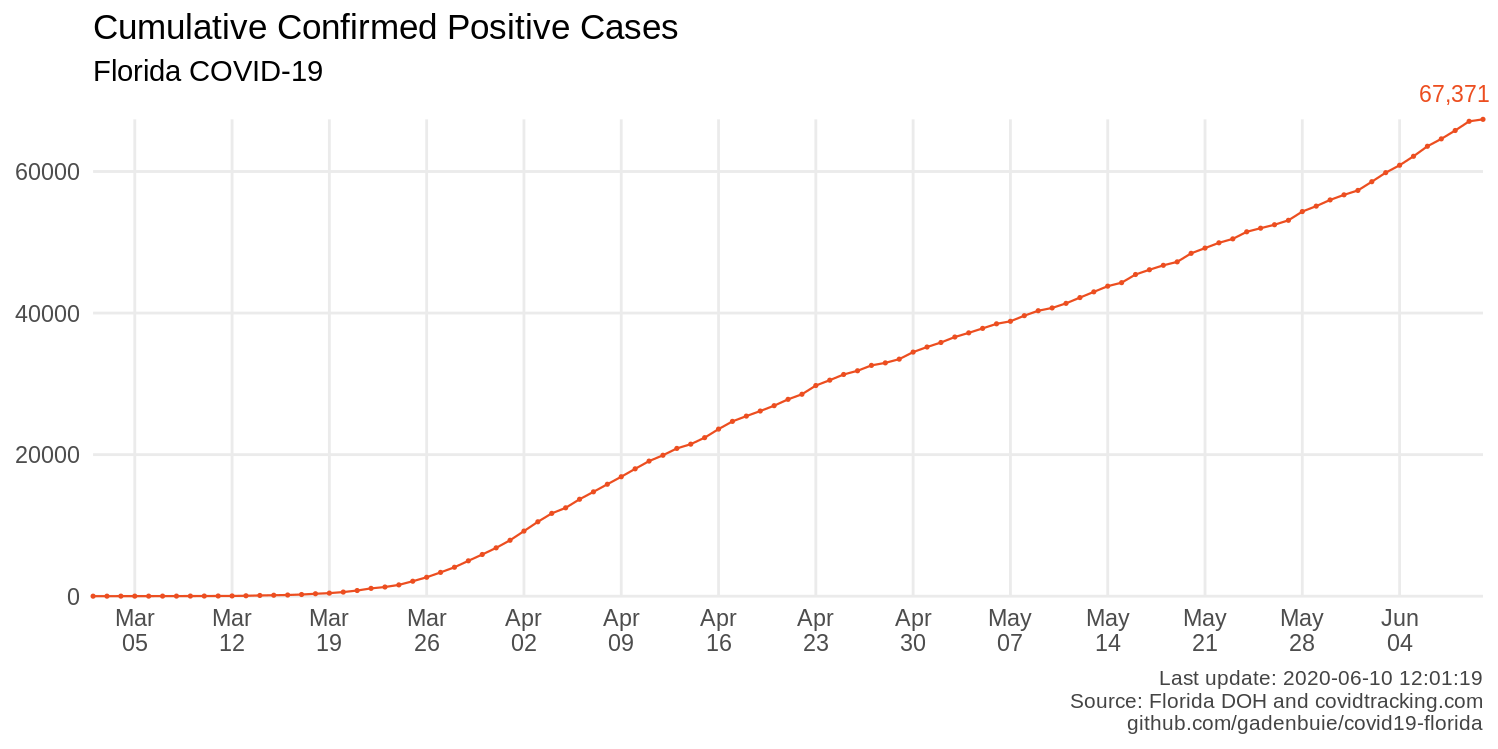 Cumulative Confirmed Positive Cases
Florida COVID-19
67,371
60000
40000
20000
0
Mar Mar Mar Mar Apr Apr Apr Apr Apr May May May May Jun
05 12 19 26 02 09 16 23 30 07 14 21 28 04
Last update: 2020-06-10 12:01:19
Source: Florida DOH and covidtracking.com
github.com/gadenbuie/covid19-florida